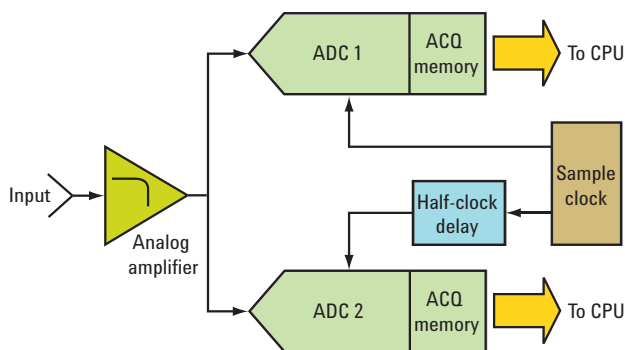 ADC 1
ACQ
memory
To CPU
Input
Analog
amplifier
Half-clock
delay
Sample
clock
ADC 2
ACQ
memory
To CPU